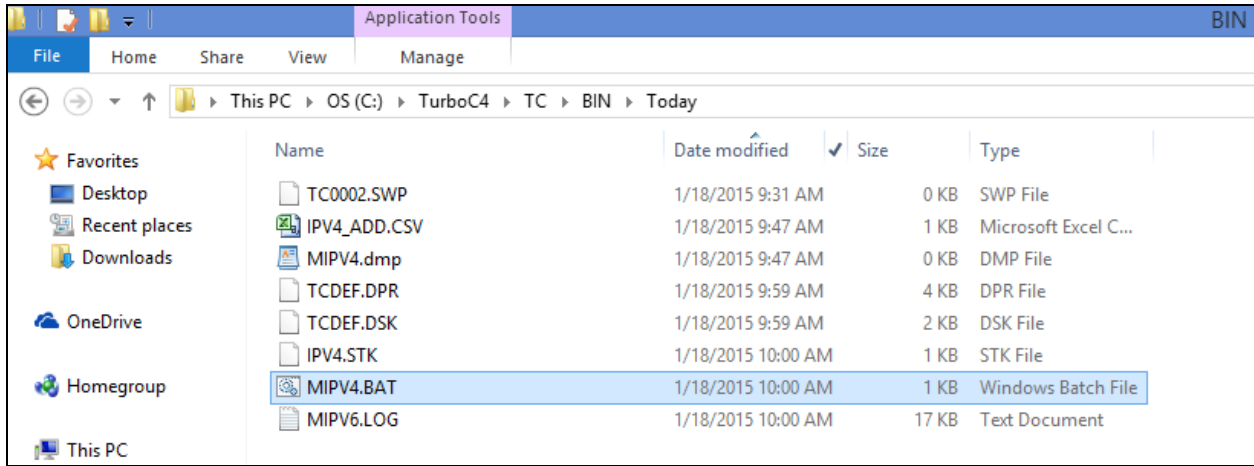 Application Tools BIN
File Home Share View Manage
This PC OS (C:) TurboC4 TC BIN Today
Favorites
Desktop
Recent places
Downloads
OneDrive
Homegroup
This PC
Name Date modified Size Type
TC0002.SWP 1/18/2015 9:31 AM 0 KB SWP File
IPV4_ADD.CSV 1/18/2015 9:47 AM 1 KB Microsoft Excel C...
MIPV4.dmp 1/18/2015 9:47 AM 0 KB DMP File
TCDEF.DPR 1/18/2015 9:59 AM 4 KB DPR File
TCDEF.DSK 1/18/2015 9:59 AM 2 KB DSK File
IPV4.STK 1/18/2015 10:00 AM 1 KB STK File
MIPV4.BAT 1/18/2015 10:00 AM 1 KB Windows Batch File
MIPV6.LOG 1/18/2015 10:00 AM 17 KB Text Document